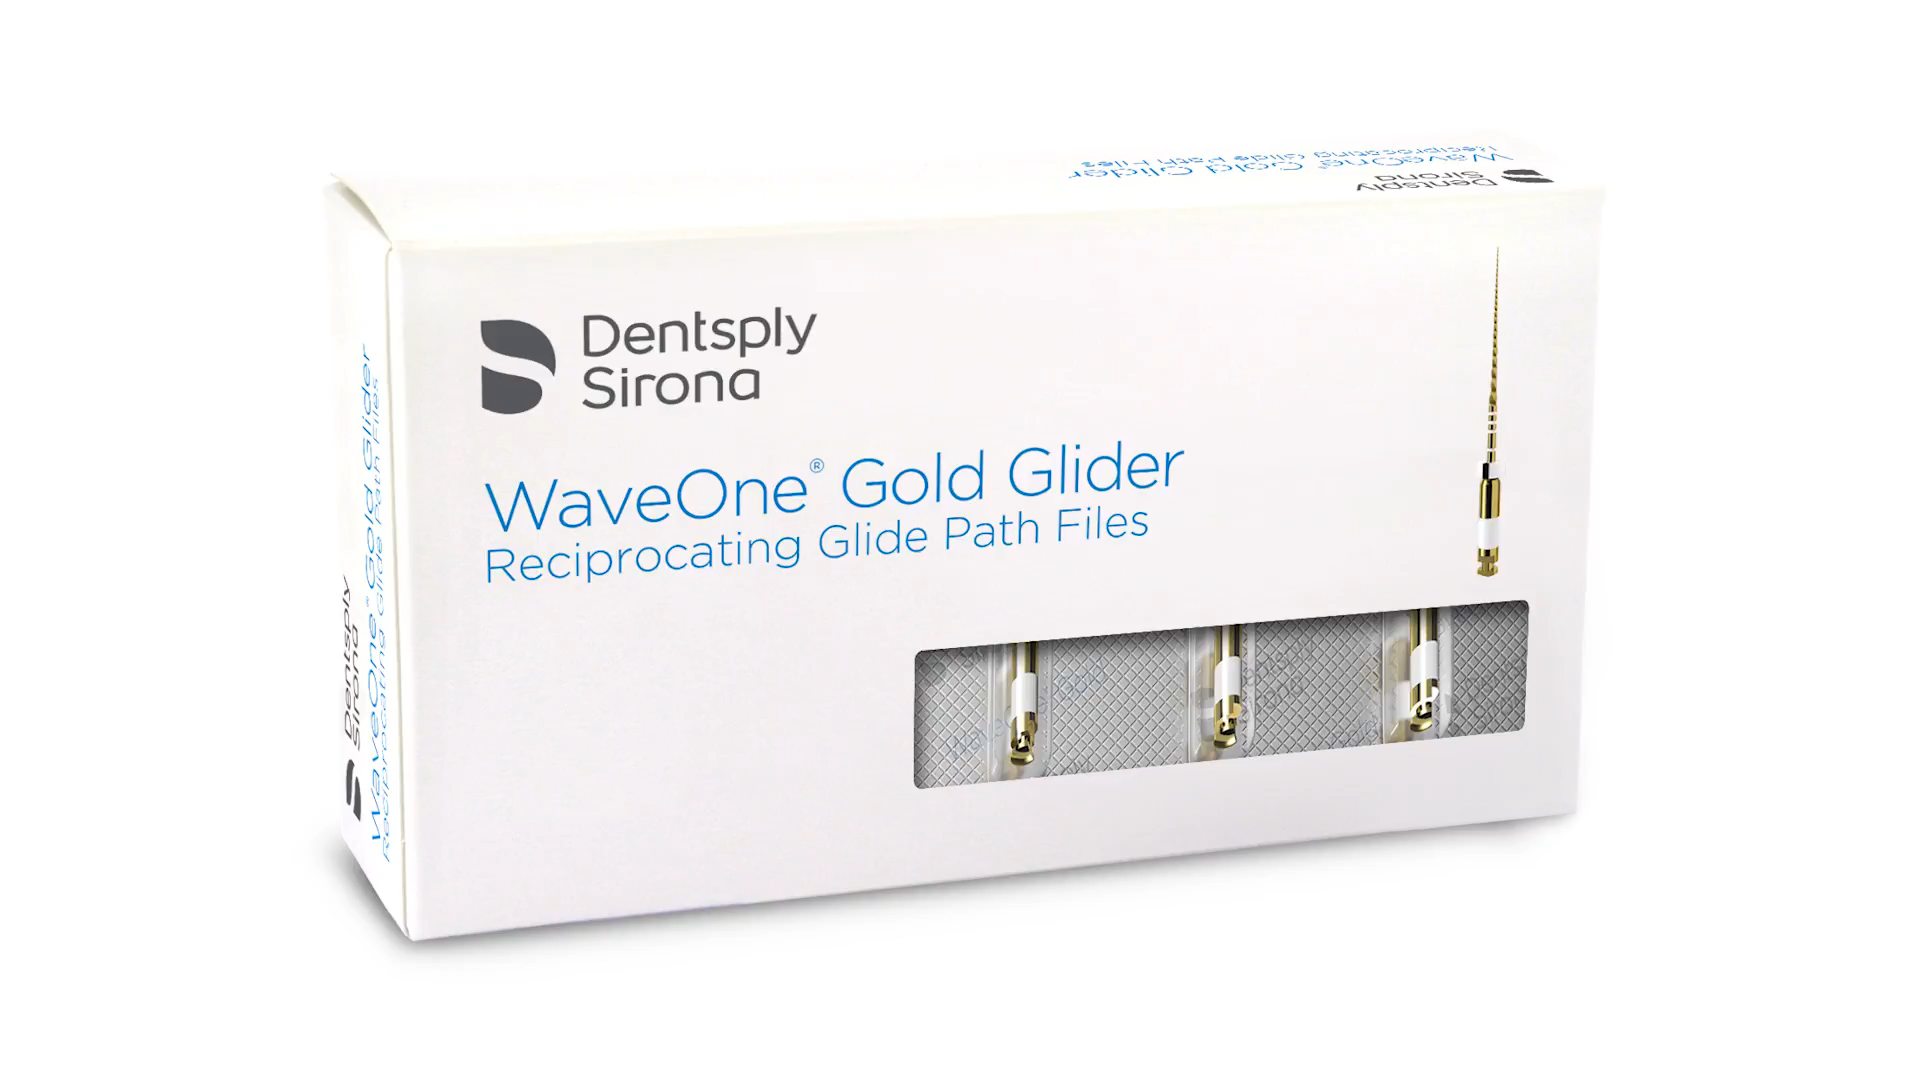 WaveOne® Gold Glider
Reciprocating Glide Path Files
Dentsply
Sirona
Dentsply
Sirona
WaveOne® Gold Glider
Reciprocating Glide Path Files
Dentsply
Sirona
WaveOne® Gold Glider
Reciprocating Glide Path Files
Gold